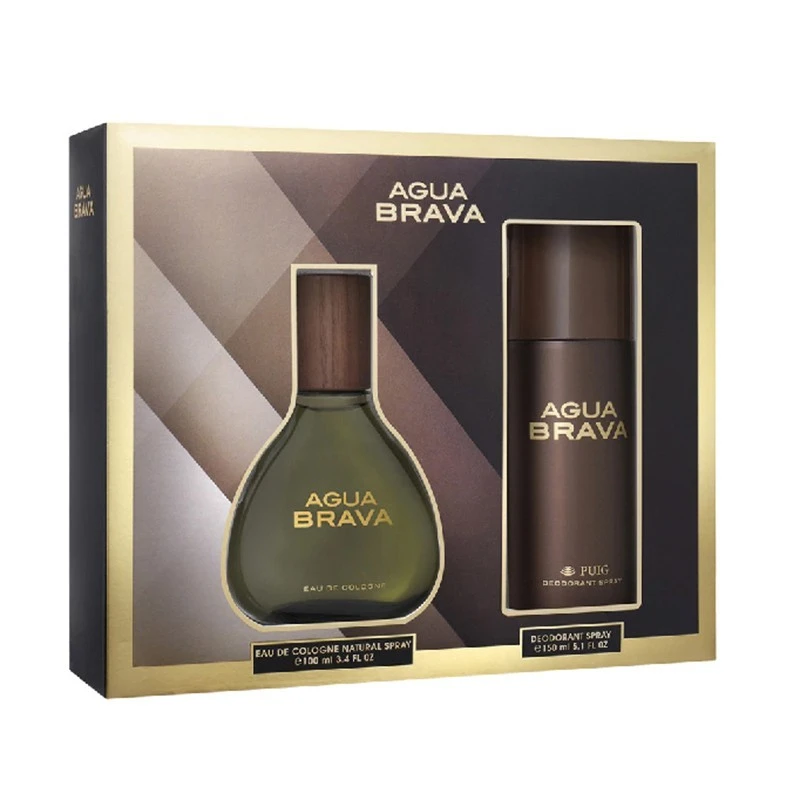 AGUA
BRAVA
AGUA
BRAVA
AGUA
BRAVA
EAU DE COLOGNE
AGUA
BRAVA
PUIG
DEODORANT SPRAY
EAU DE COLOGNE NATURAL SPRAY
℮100 ml 3.4 FL OZ
DEODORANT SPRAY
℮150 ml 5.1 FL OZ